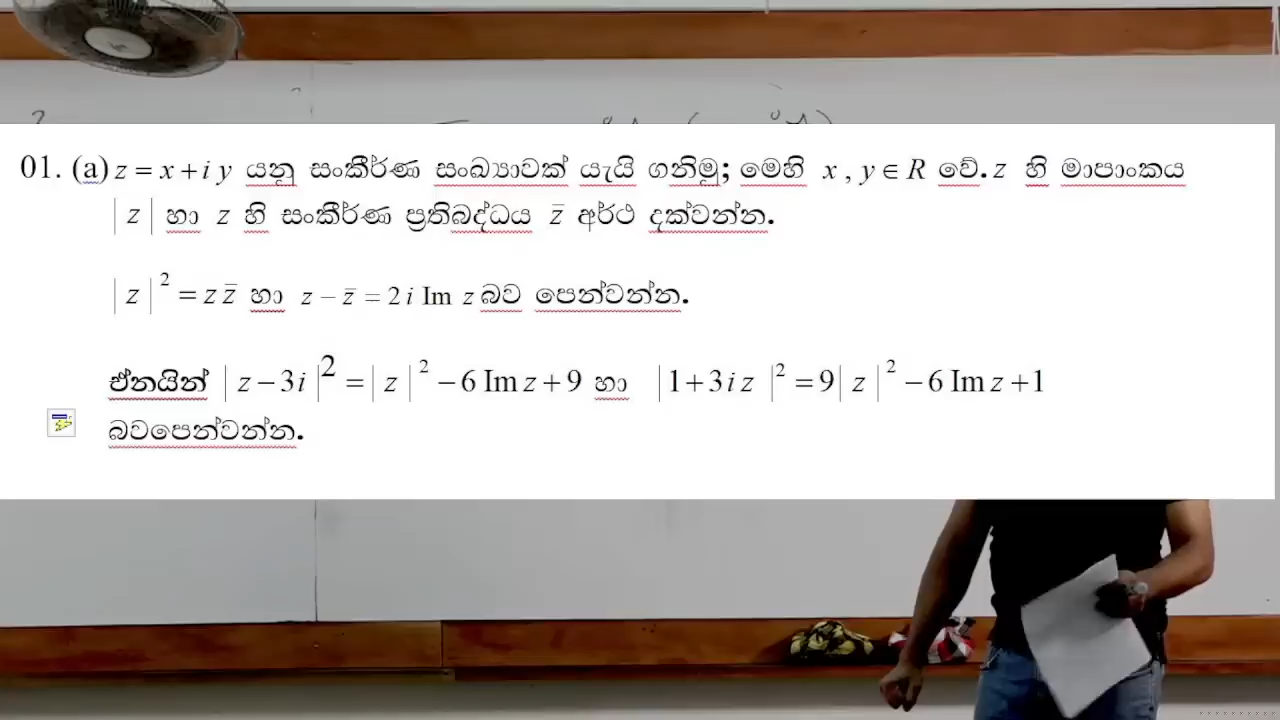 01. (a) z = x + i y යනු සංකීර්ණ සංඛ්‍යාවක් යැයි ගනිමු; මෙහි x , y ∈ R වේ. z හි මාපාංකය
| z | හා z හි සංකීර්ණ ප්‍රතිබද්ධය z̄ අර්ථ දක්වන්න.
| z |² = z z̄ හා z − z̄ = 2 i Im z බව පෙන්වන්න.
ඒනයින් | z − 3i |² = | z |² − 6 Im z + 9 හා | 1 + 3 i z |² = 9 | z |² − 6 Im z + 1
බවපෙන්වන්න.